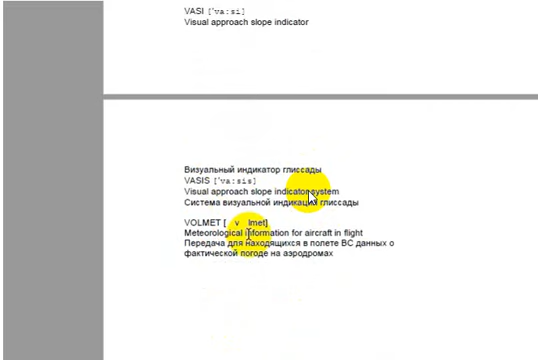 VASI ['va:si]
Visual approach slope indicator
Визуальный индикатор глиссады
VASIS ['va:sis]
Visual approach slope indicator system
Система визуальной индикации глиссады
VOLMET [ v lmet]
Meteorological information for aircraft in flight
Передача для находящихся в полете ВС данных о
фактической погоде на аэродромах